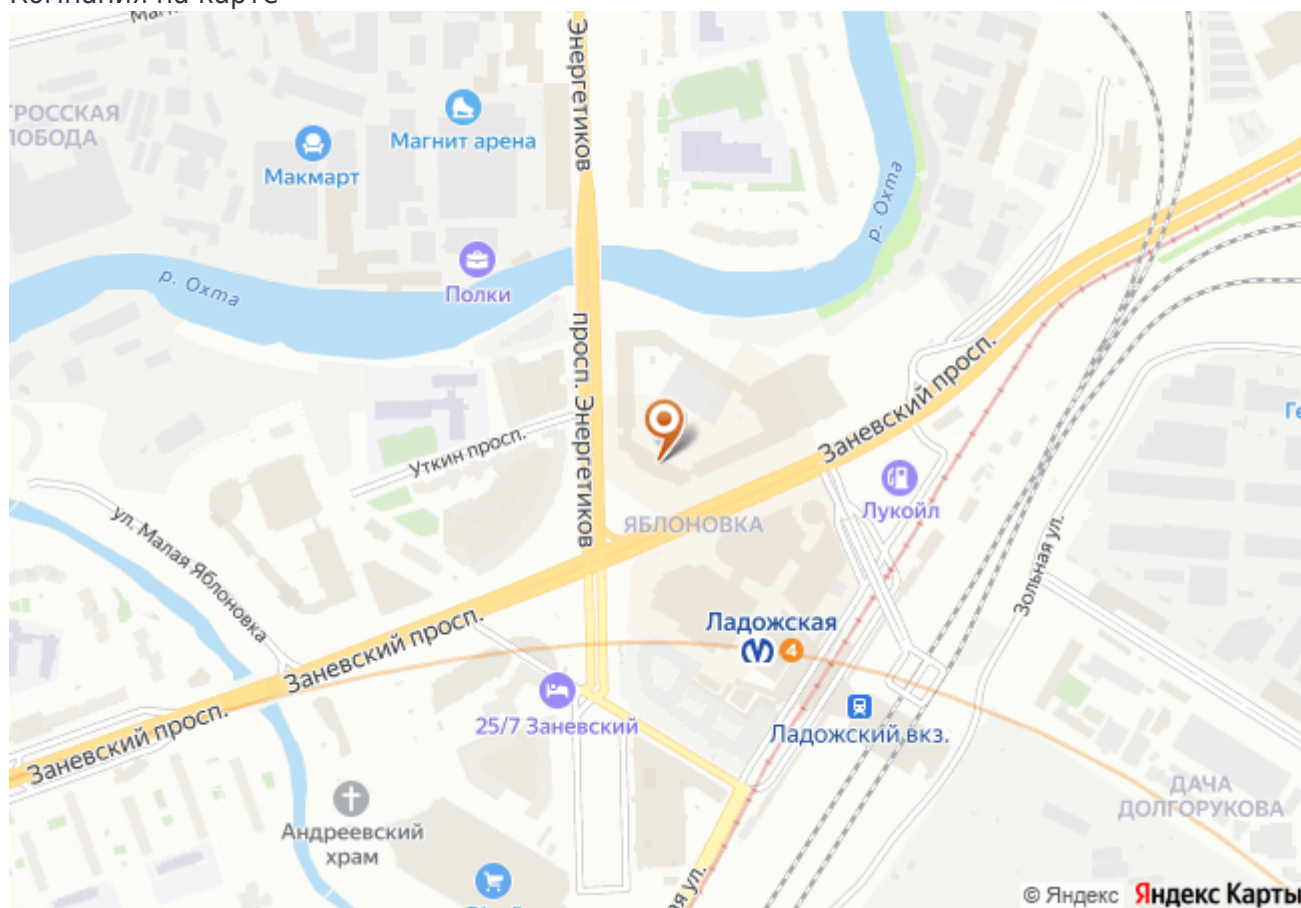 Компания на карте
Энергетиков
ТРОССКАЯ
ЛОБОДА
Магнит арена
Макмарт
р. Охта
р. Охта
Полки
просп. Энергетиков
Заневский просп.
Уткин просп.
Лукойл
ЯБЛОНОВКА
ул. Малая Яблоновка
Зольная ул.
Ладожская
4
Заневский просп.
25/7 Заневский
Ладожский вкз.
Заневский просп.
ДАЧА
ДОЛГОРУКОВА
Андреевский
храм
ая ул.
© Яндекс Яндекс Карты